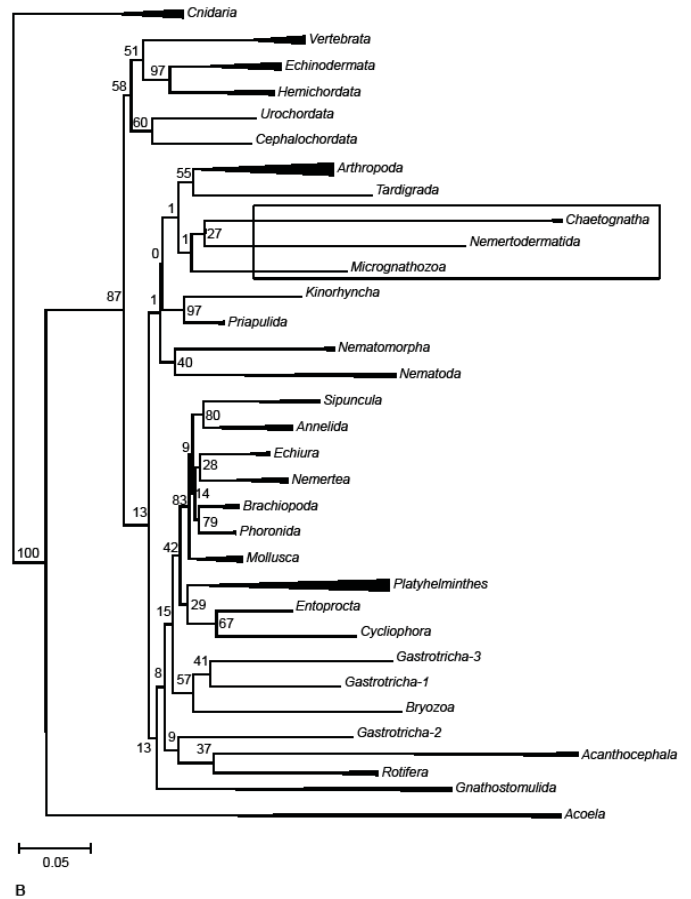 Cnidaria
Vertebrata
51
Echinodermata
97
Hemichordata
58
Urochordata
60
Cephalochordata
Arthropoda
55
Tardigrada
1
Chaetognatha
27
1
Nemertodermatida
0
Micrognathozoa
87
1
Kinorhyncha
97
Priapulida
Nematomorpha
40
Nematoda
Sipuncula
80
Annelida
9
Echiura
28
Nemertea
14
83
Brachiopoda
13
79
Phoronida
42
Mollusca
100
Platyhelminthes
29
Entoprocta
15
67
Cycliophora
41
Gastrotricha-3
8
57
Gastrotricha-1
Bryozoa
9
Gastrotricha-2
13
37
Acanthocephala
Rotifera
Gnathostomulida
Acoela
0.05
B